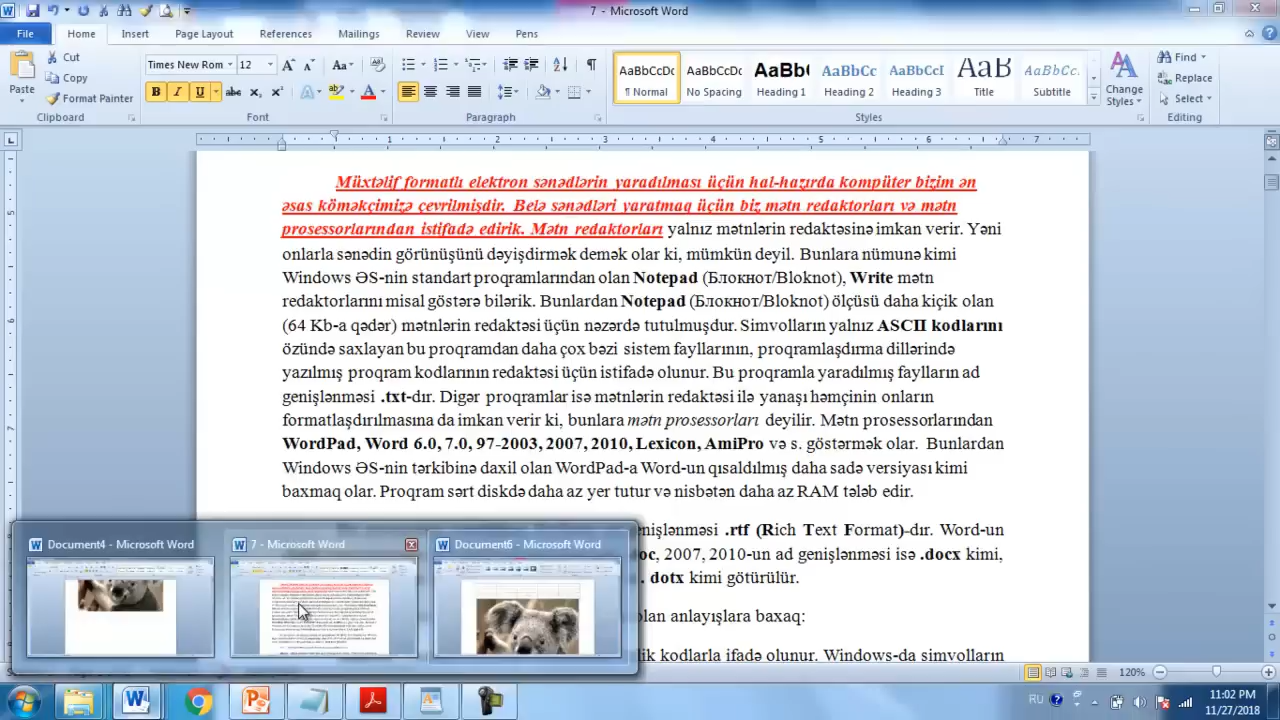 7 - Microsoft Word
File Home Insert Page Layout References Mailings Review View Pens
Cut
Copy
Format Painter
Paste
Times New Rom 12
Aa
B I U abc x₂ x²
AaBbCcDc AaBbCcDc AaBbC AaBbCc AaBbCcI AaB AaBbCc.
¶ Normal No Spacing Heading 1 Heading 2 Heading 3 Title Subtitle
Change
Styles
Find
Replace
Select
Clipboard Font Paragraph Styles Editing
1 2 3 4 5 6 7
Müxtəlif formatlı elektron sənədlərin yaradılması üçün hal-hazırda kompüter bizim ən
əsas köməkçimizə çevrilmişdir. Belə sənədləri yaratmaq üçün biz mətn redaktorları və mətn
prosessorlarından istifadə edirik. Mətn redaktorları yalnız mətnlərin redaktəsinə imkan verir. Yəni
onlarla sənədin görünüşünü dəyişdirmək demək olar ki, mümkün deyil. Bunlara nümunə kimi
Windows ƏS-nin standart proqramlarından olan Notepad (Блокнот/Bloknot), Write mətn
redaktorlarını misal göstərə bilərik. Bunlardan Notepad (Блокнот/Bloknot) ölçüsü daha kiçik olan
(64 Kb-a qədər) mətnlərin redaktəsi üçün nəzərdə tutulmuşdur. Simvolların yalnız ASCII kodlarını
özündə saxlayan bu proqramdan daha çox bəzi sistem fayllarının, proqramlaşdırma dillərində
yazılmış proqram kodlarının redaktəsi üçün istifadə olunur. Bu proqramla yaradılmış faylların ad
genişlənməsi .txt-dır. Digər proqramlar isə mətnlərin redaktəsi ilə yanaşı həmçinin onların
formatlaşdırılmasına da imkan verir ki, bunlara mətn prosessorları deyilir. Mətn prosessorlarından
WordPad, Word 6.0, 7.0, 97-2003, 2007, 2010, Lexicon, AmiPro və s. göstərmək olar. Bunlardan
Windows ƏS-nin tərkibinə daxil olan WordPad-a Word-un qısaldılmış daha sadə versiyası kimi
baxmaq olar. Proqram sərt diskdə daha az yer tutur və nisbətən daha az RAM tələb edir.
enişlənməsi .rtf (Rich Text Format)-dır. Word-un
oc, 2007, 2010-un ad genişlənməsi isə .docx kimi,
. dotx kimi götürülür.
olan anlayışlara baxaq:
lik kodlarla ifadə olunur. Windows-da simvolların
Document4 - Microsoft Word 7 - Microsoft Word Document6 - Microsoft Word
120%
RU
11:02 PM
11/27/2018